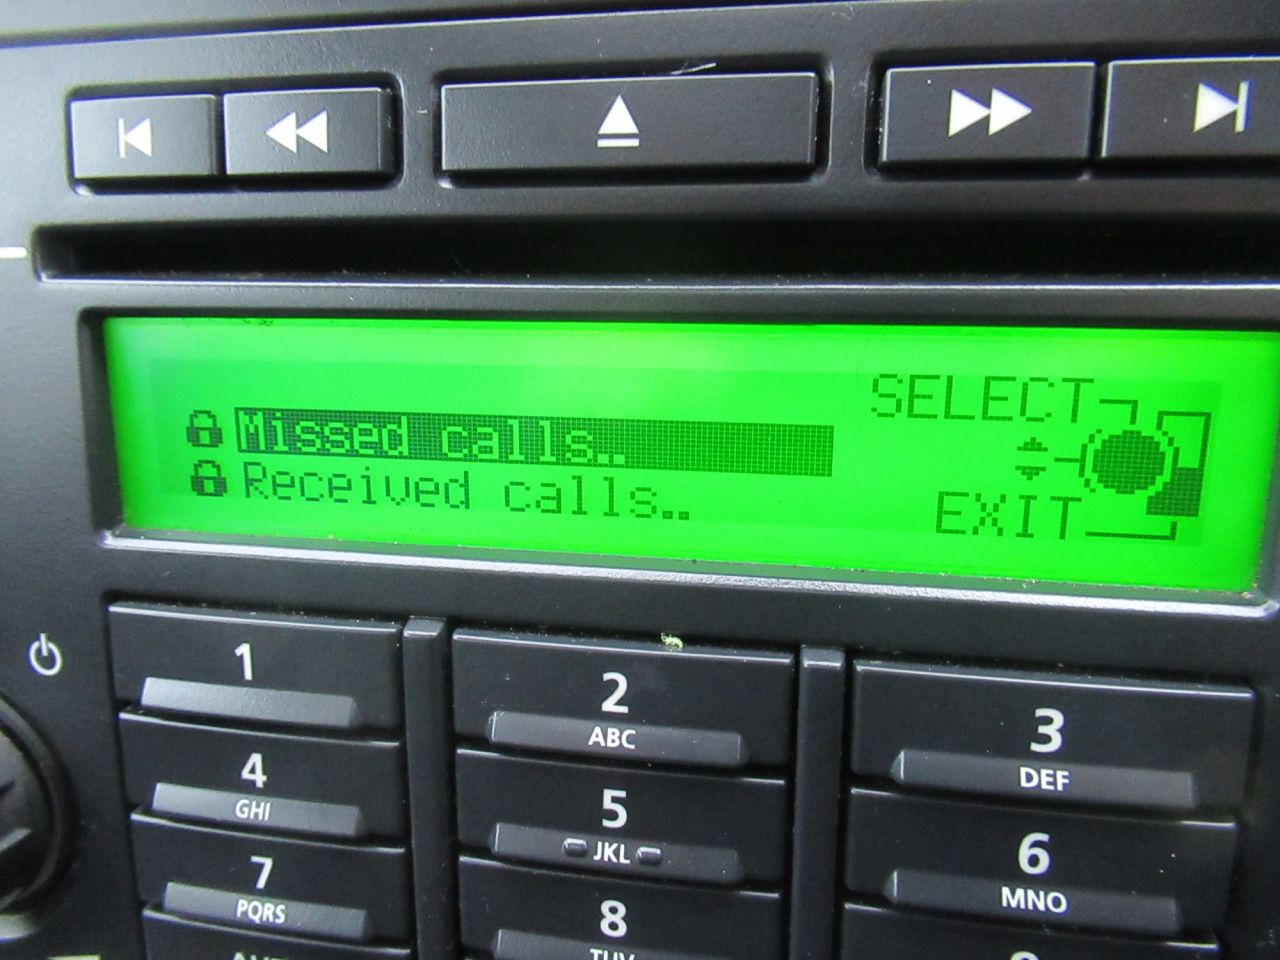 SELECT
Missed calls..
Received calls..
EXIT
1
2
ABC
3
DEF
4
GHI
5
JKL
6
MNO
7
PQRS
8
TUV